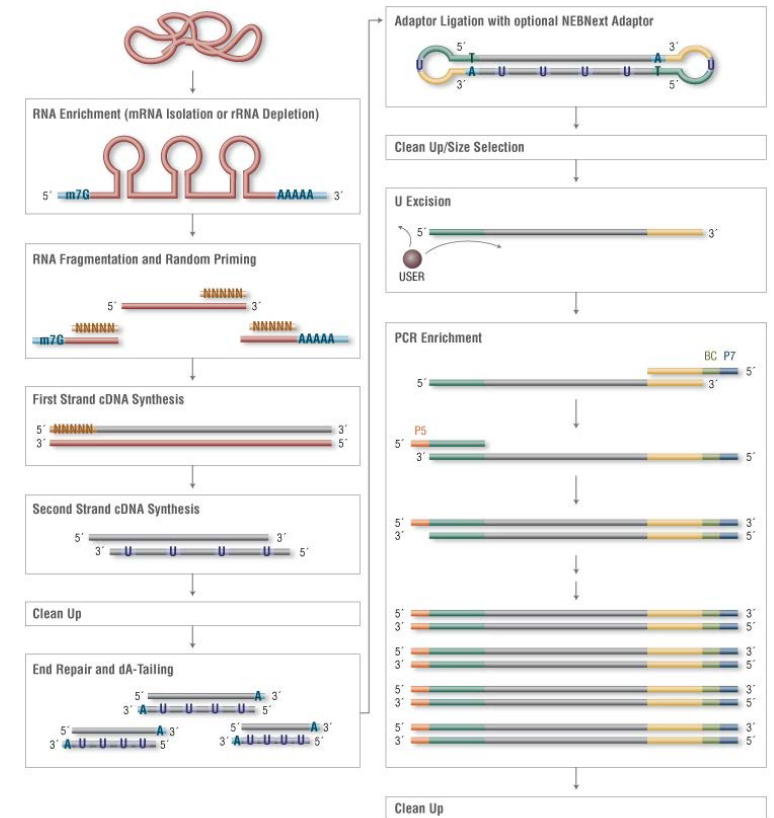 RNA Enrichment (mRNA Isolation or rRNA Depletion)
5´ m7G AAAAA 3´
RNA Fragmentation and Random Priming
NNNNN
5´ 3´
NNNNN NNNNN
m7G AAAAA
First Strand cDNA Synthesis
5´ NNNNN 3´
3´ 5´
Second Strand cDNA Synthesis
5´ 3´
3´ U U U U 5´
Clean Up
End Repair and dA-Tailing
5´ A 3´
3´ A U U U U 5´
5´ A 3´ 5´ A 3´
3´ A U U U U 5´ 3´ A U U U U 5´
Adaptor Ligation with optional NEBNext Adaptor
5´ 3´
T A
U U
A U U U U T
3´ 5´
Clean Up/Size Selection
U Excision
5´ 3´
USER
PCR Enrichment
BC P7
5´
5´ 3´
P5
5´
3´ 5´
5´ 3´
3´ 5´
5´ 3´
3´ 5´
5´ 3´
3´ 5´
5´ 3´
3´ 5´
5´ 3´
3´ 5´
Clean Up